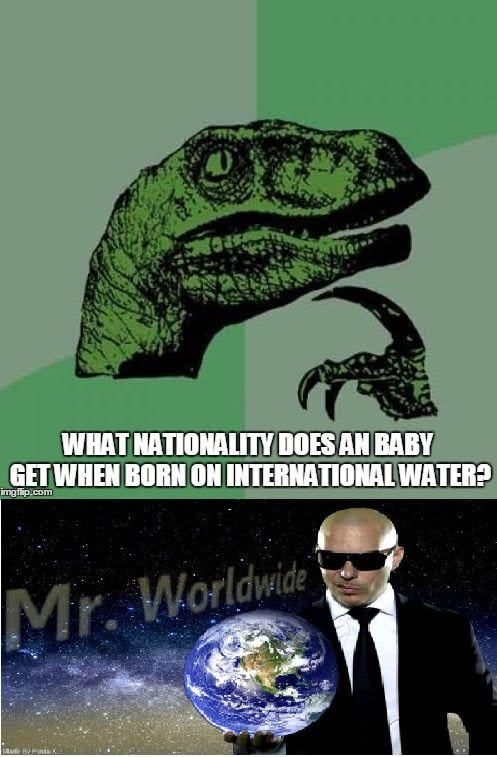 WHAT NATIONALITY DOES AN BABY
GET WHEN BORN ON INTERNATIONAL WATER?
imgflip.com
Mr. Worldwide